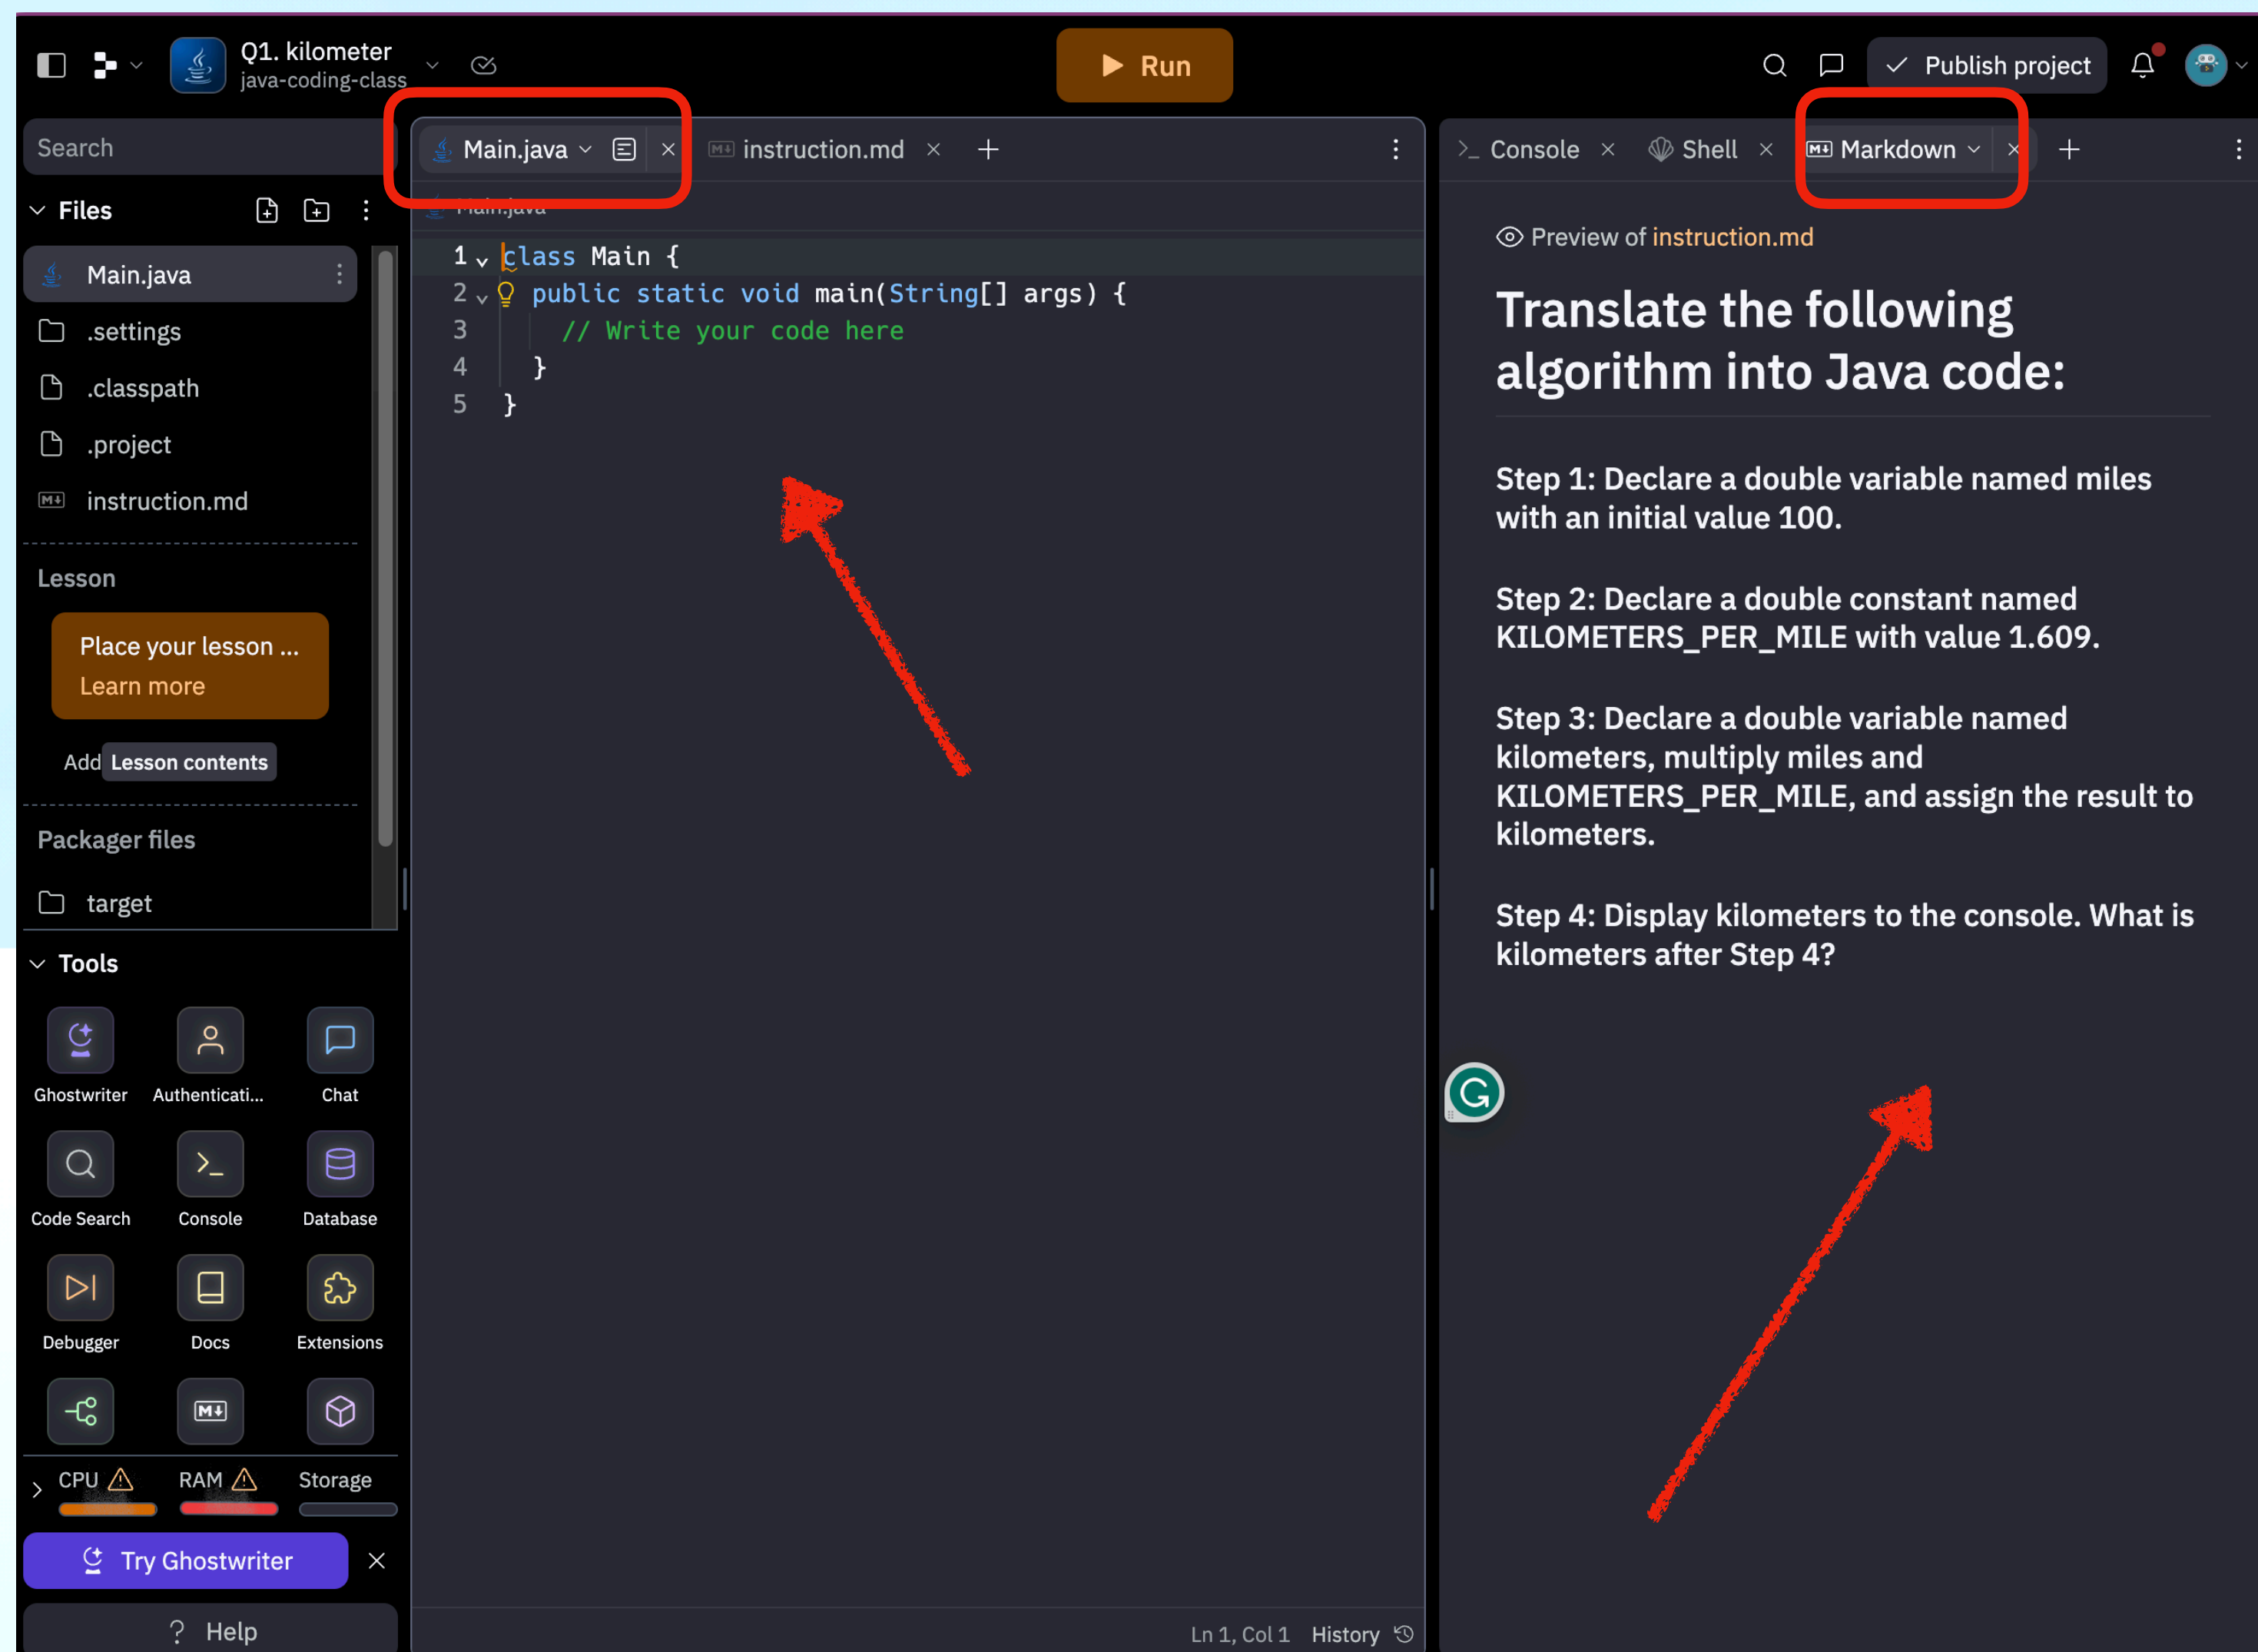 Q1. kilometer
java-coding-class
Run
Publish project
Search
Files
Main.java
.settings
.classpath
.project
instruction.md
Lesson
Place your lesson ...
Learn more
Add Lesson contents
Packager files
target
Tools
Ghostwriter
Authenticati...
Chat
Code Search
Console
Database
Debugger
Docs
Extensions
CPU
RAM
Storage
Try Ghostwriter
? Help
Main.java
instruction.md
Main.java
1 class Main {
2 public static void main(String[] args) {
3 // Write your code here
4 }
5 }
Ln 1, Col 1 History
>_ Console
Shell
M↓ Markdown
Preview of instruction.md
Translate the following
algorithm into Java code:
Step 1: Declare a double variable named miles
with an initial value 100.
Step 2: Declare a double constant named
KILOMETERS_PER_MILE with value 1.609.
Step 3: Declare a double variable named
kilometers, multiply miles and
KILOMETERS_PER_MILE, and assign the result to
kilometers.
Step 4: Display kilometers to the console. What is
kilometers after Step 4?